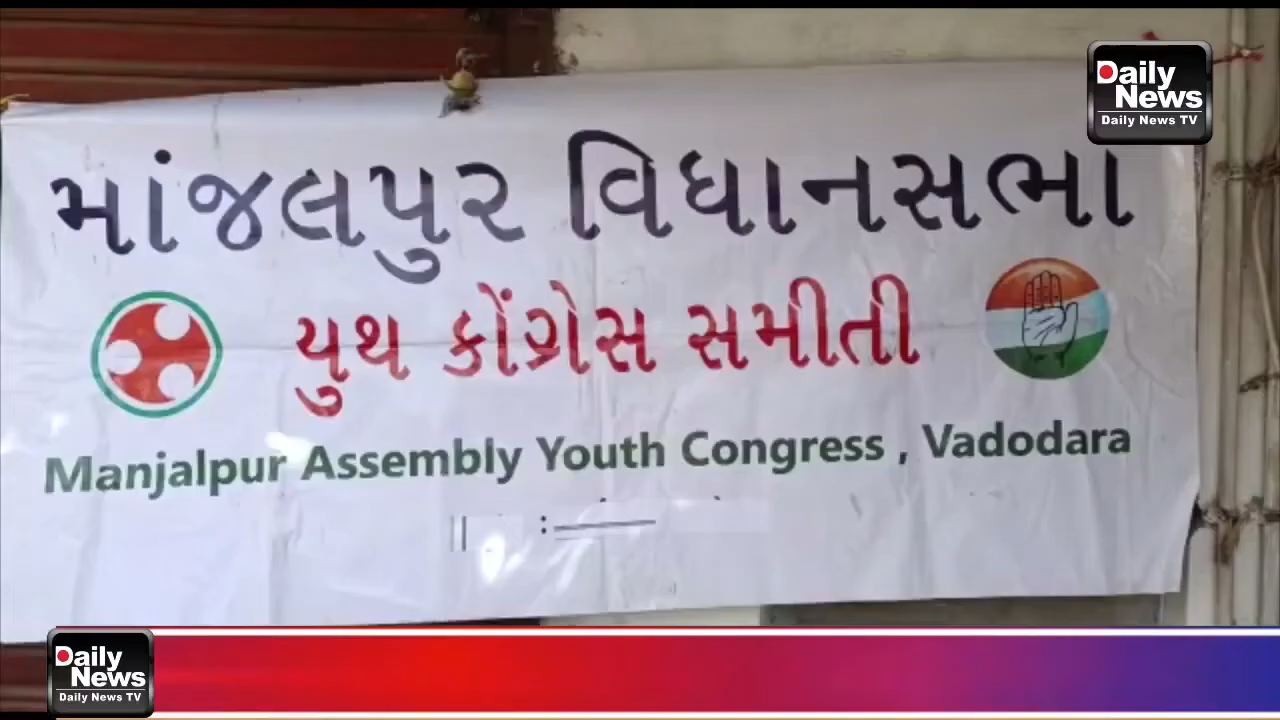 Daily
News
Daily News TV
માંજલપુર વિધાનસભા
યુથ કોંગ્રેસ સમીતી
Manjalpur Assembly Youth Congress , Vadodara
Daily
News
Daily News TV